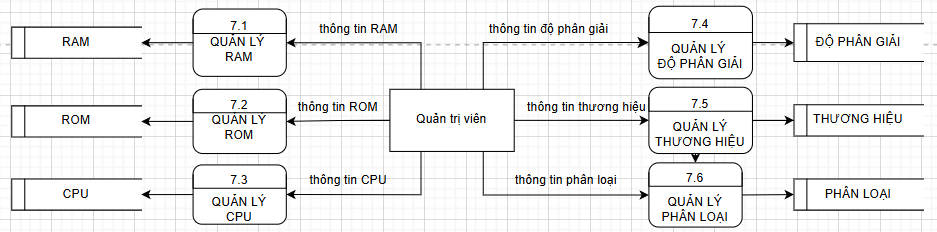 RAM
7.1
QUẢN LÝ
RAM
thông tin RAM
thông tin độ phân giải
7.4
QUẢN LÝ
ĐỘ PHÂN GIẢI
ĐỘ PHÂN GIẢI
ROM
7.2
QUẢN LÝ
ROM
thông tin ROM
Quản trị viên
thông tin thương hiệu
7.5
QUẢN LÝ
THƯƠNG HIỆU
THƯƠNG HIỆU
CPU
7.3
QUẢN LÝ
CPU
thông tin CPU
thông tin phân loại
7.6
QUẢN LÝ
PHÂN LOẠI
PHÂN LOẠI